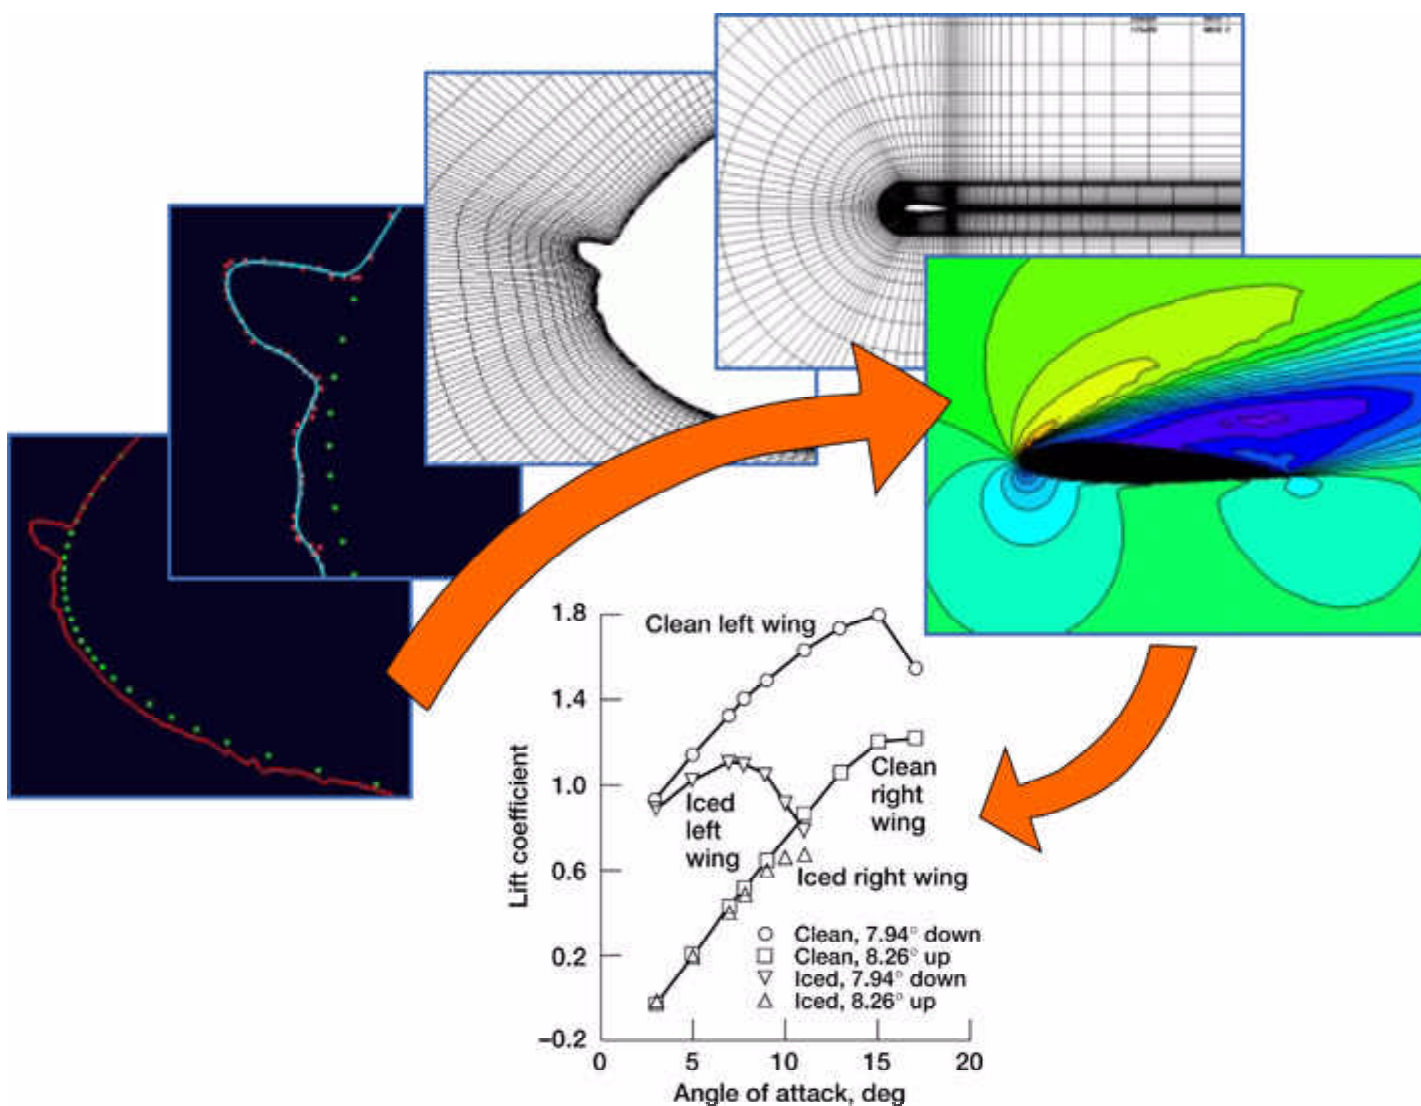 Clean left wing
1.8
1.4
1.0
0.6
0.2
−0.2
Lift coefficient
Iced
left
wing
Clean
right
wing
Iced right wing
Clean, 7.94° down
Clean, 8.26° up
Iced, 7.94° down
Iced, 8.26° up
0
5
10
15
20
Angle of attack, deg